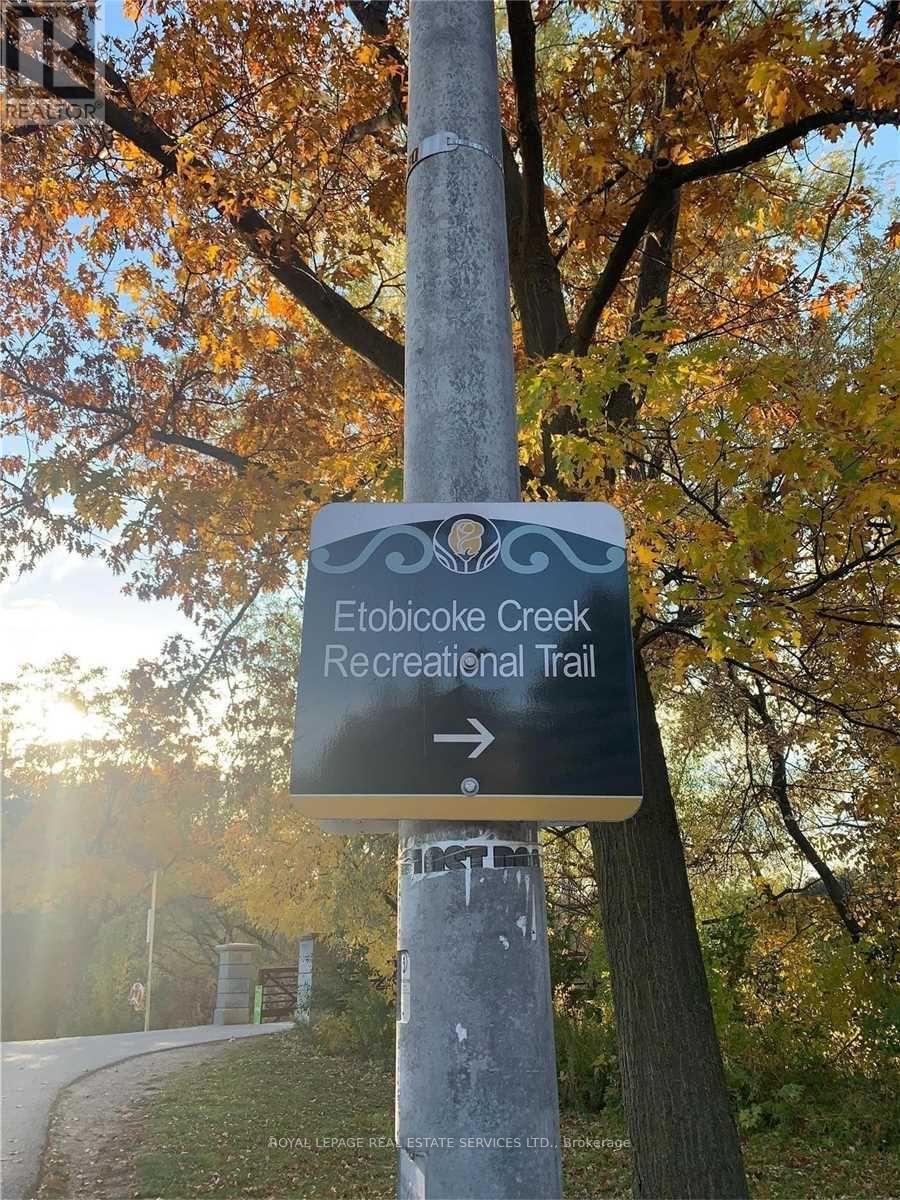 REALTOR
Etobicoke Creek
Recreational Trail
ROYAL LEPAGE REAL ESTATE SERVICES LTD., Brokerage